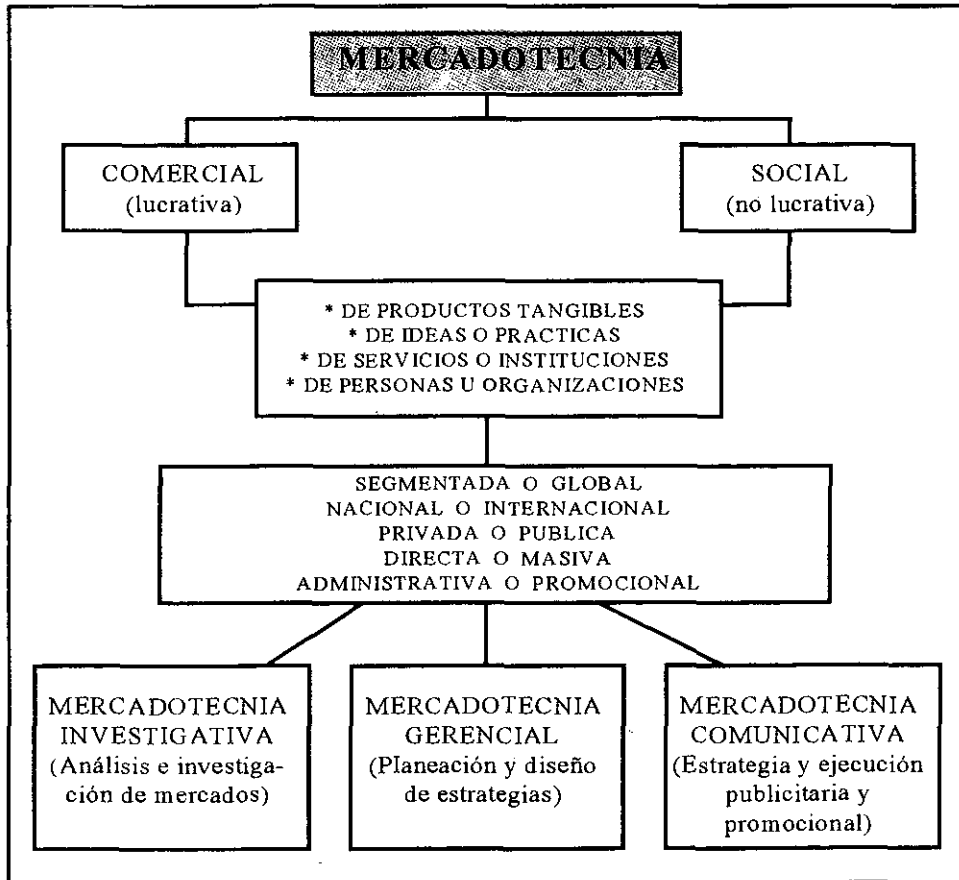 MERCADOTECNIA
COMERCIAL
(lucrativa)
SOCIAL
(no lucrativa)
* DE PRODUCTOS TANGIBLES
* DE IDEAS O PRACTICAS
* DE SERVICIOS O INSTITUCIONES
* DE PERSONAS U ORGANIZACIONES
SEGMENTADA O GLOBAL
NACIONAL O INTERNACIONAL
PRIVADA O PUBLICA
DIRECTA O MASIVA
ADMINISTRATIVA O PROMOCIONAL
MERCADOTECNIA
INVESTIGATIVA
(Análisis e investiga-
ción de mercados)
MERCADOTECNIA
GERENCIAL
(Planeación y diseño
de estrategias)
MERCADOTECNIA
COMUNICATIVA
(Estrategia y ejecución
publicitaria y
promocional)